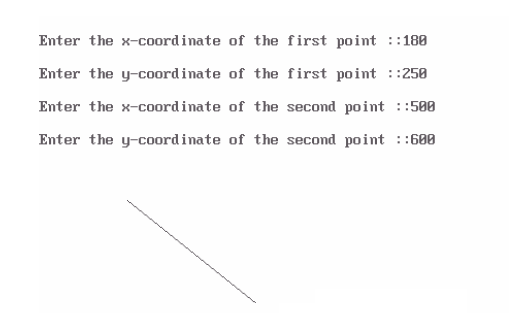 Enter the x-coordinate of the first point ::180
Enter the y-coordinate of the first point ::250
Enter the x-coordinate of the second point ::500
Enter the y-coordinate of the second point ::600